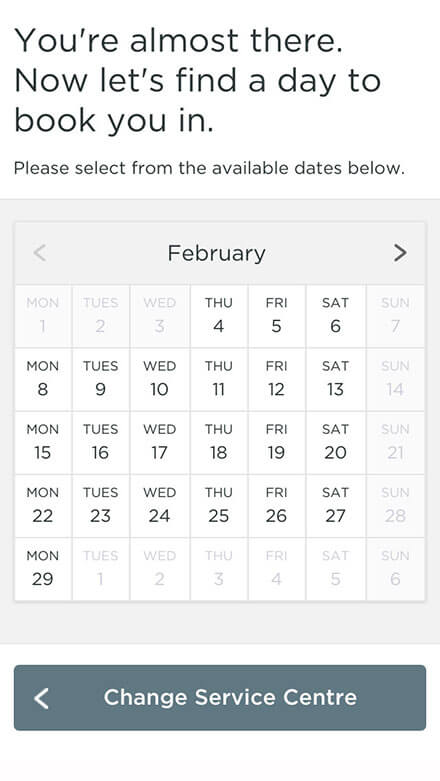 You're almost there.
Now let's find a day to
book you in.
Please select from the available dates below.
February
MON TUES WED THU FRI SAT SUN
1 2 3 4 5 6 7
MON TUES WED THU FRI SAT SUN
8 9 10 11 12 13 14
MON TUES WED THU FRI SAT SUN
15 16 17 18 19 20 21
MON TUES WED THU FRI SAT SUN
22 23 24 25 26 27 28
MON TUES WED THU FRI SAT SUN
29 1 2 3 4 5 6
Change Service Centre